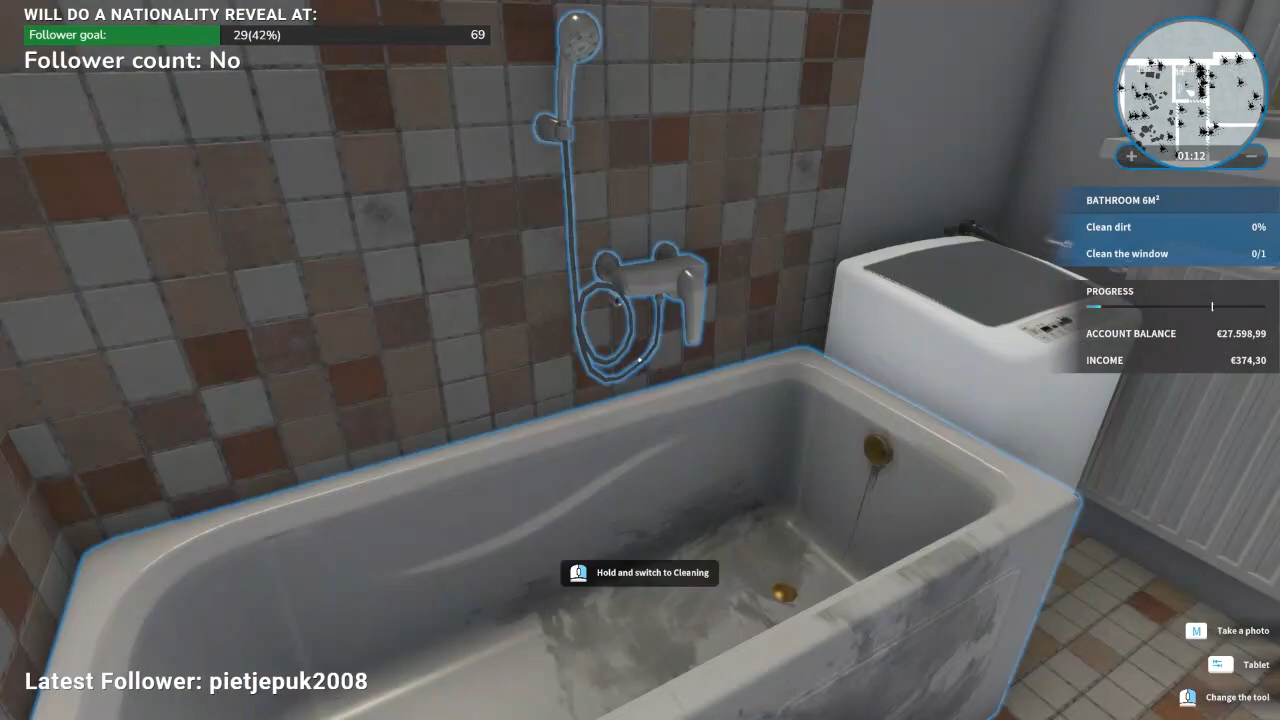 WILL DO A NATIONALITY REVEAL AT:
Follower goal: 29(42%) 69
Follower count: No
01:12
BATHROOM 6M²
Clean dirt 0%
Clean the window 0/1
PROGRESS
ACCOUNT BALANCE €27.598,99
INCOME €374,30
Hold and switch to Cleaning
M Take a photo
Tablet
Change the tool
Latest Follower: pietjepuk2008